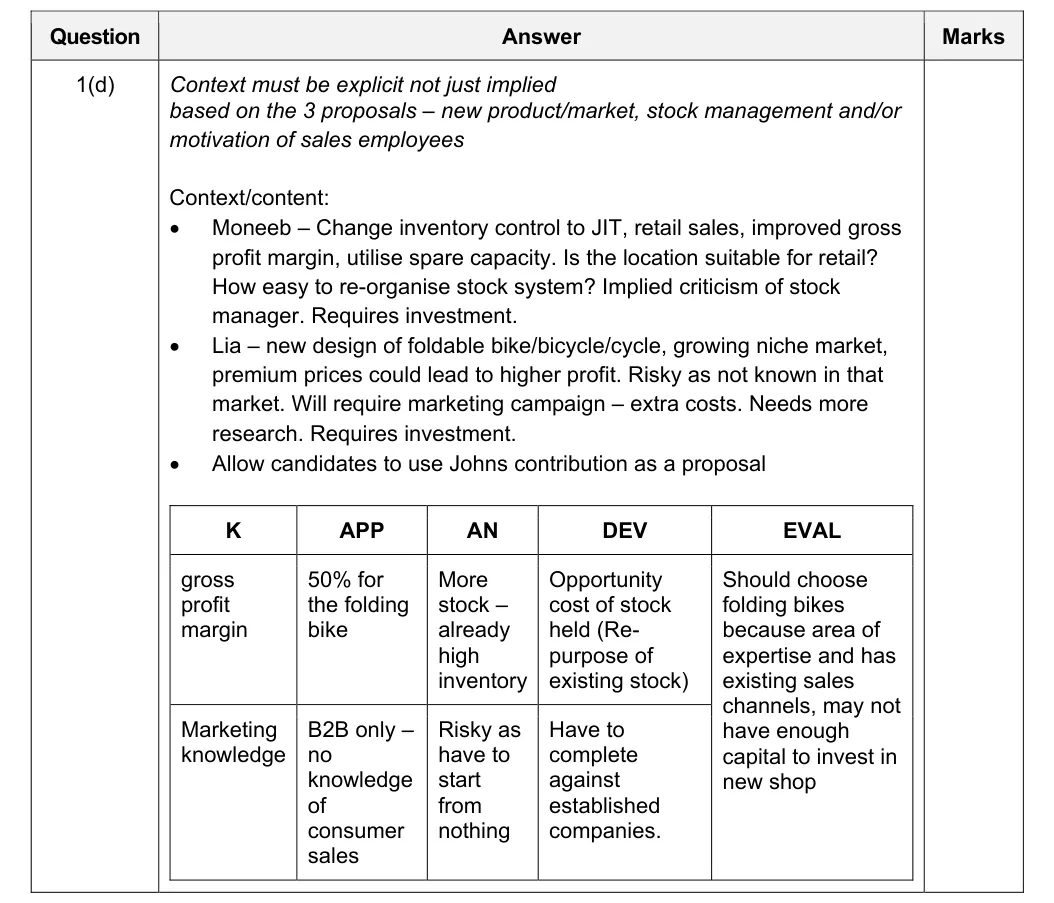 Question Answer Marks
1(d) Context must be explicit not just implied
based on the 3 proposals – new product/market, stock management and/or
motivation of sales employees
Context/content:
• Moneeb – Change inventory control to JIT, retail sales, improved gross
profit margin, utilise spare capacity. Is the location suitable for retail?
How easy to re-organise stock system? Implied criticism of stock
manager. Requires investment.
• Lia – new design of foldable bike/bicycle/cycle, growing niche market,
premium prices could lead to higher profit. Risky as not known in that
market. Will require marketing campaign – extra costs. Needs more
research. Requires investment.
• Allow candidates to use Johns contribution as a proposal
K APP AN DEV EVAL
gross
profit
margin
50% for
the folding
bike
More
stock –
already
high
inventory
Opportunity
cost of stock
held (Re-
purpose of
existing stock)
Should choose
folding bikes
because area of
expertise and has
existing sales
channels, may not
have enough
capital to invest in
new shop
Marketing
knowledge
B2B only –
no
knowledge
of
consumer
sales
Risky as
have to
start
from
nothing
Have to
complete
against
established
companies.